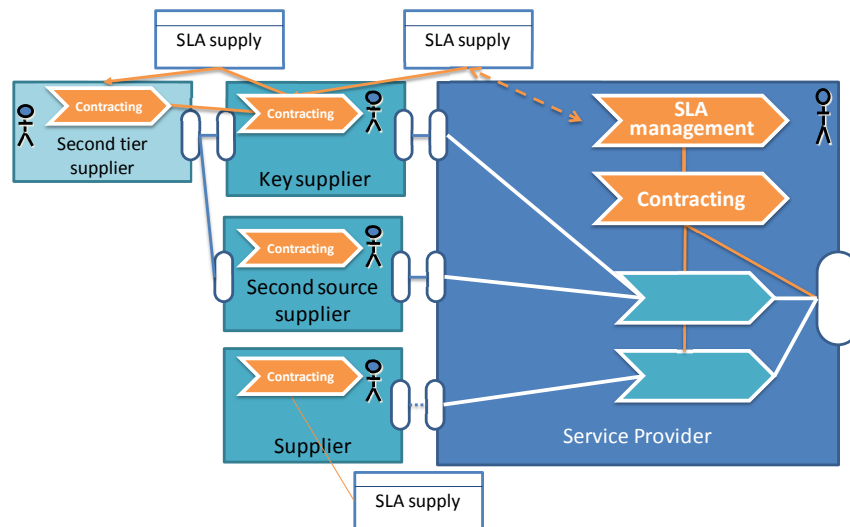 SLA supply
SLA supply
Contracting
Second tier
supplier
Contracting
Key supplier
SLA
management
Contracting
Contracting
Second source
supplier
Contracting
Supplier
Service Provider
SLA supply